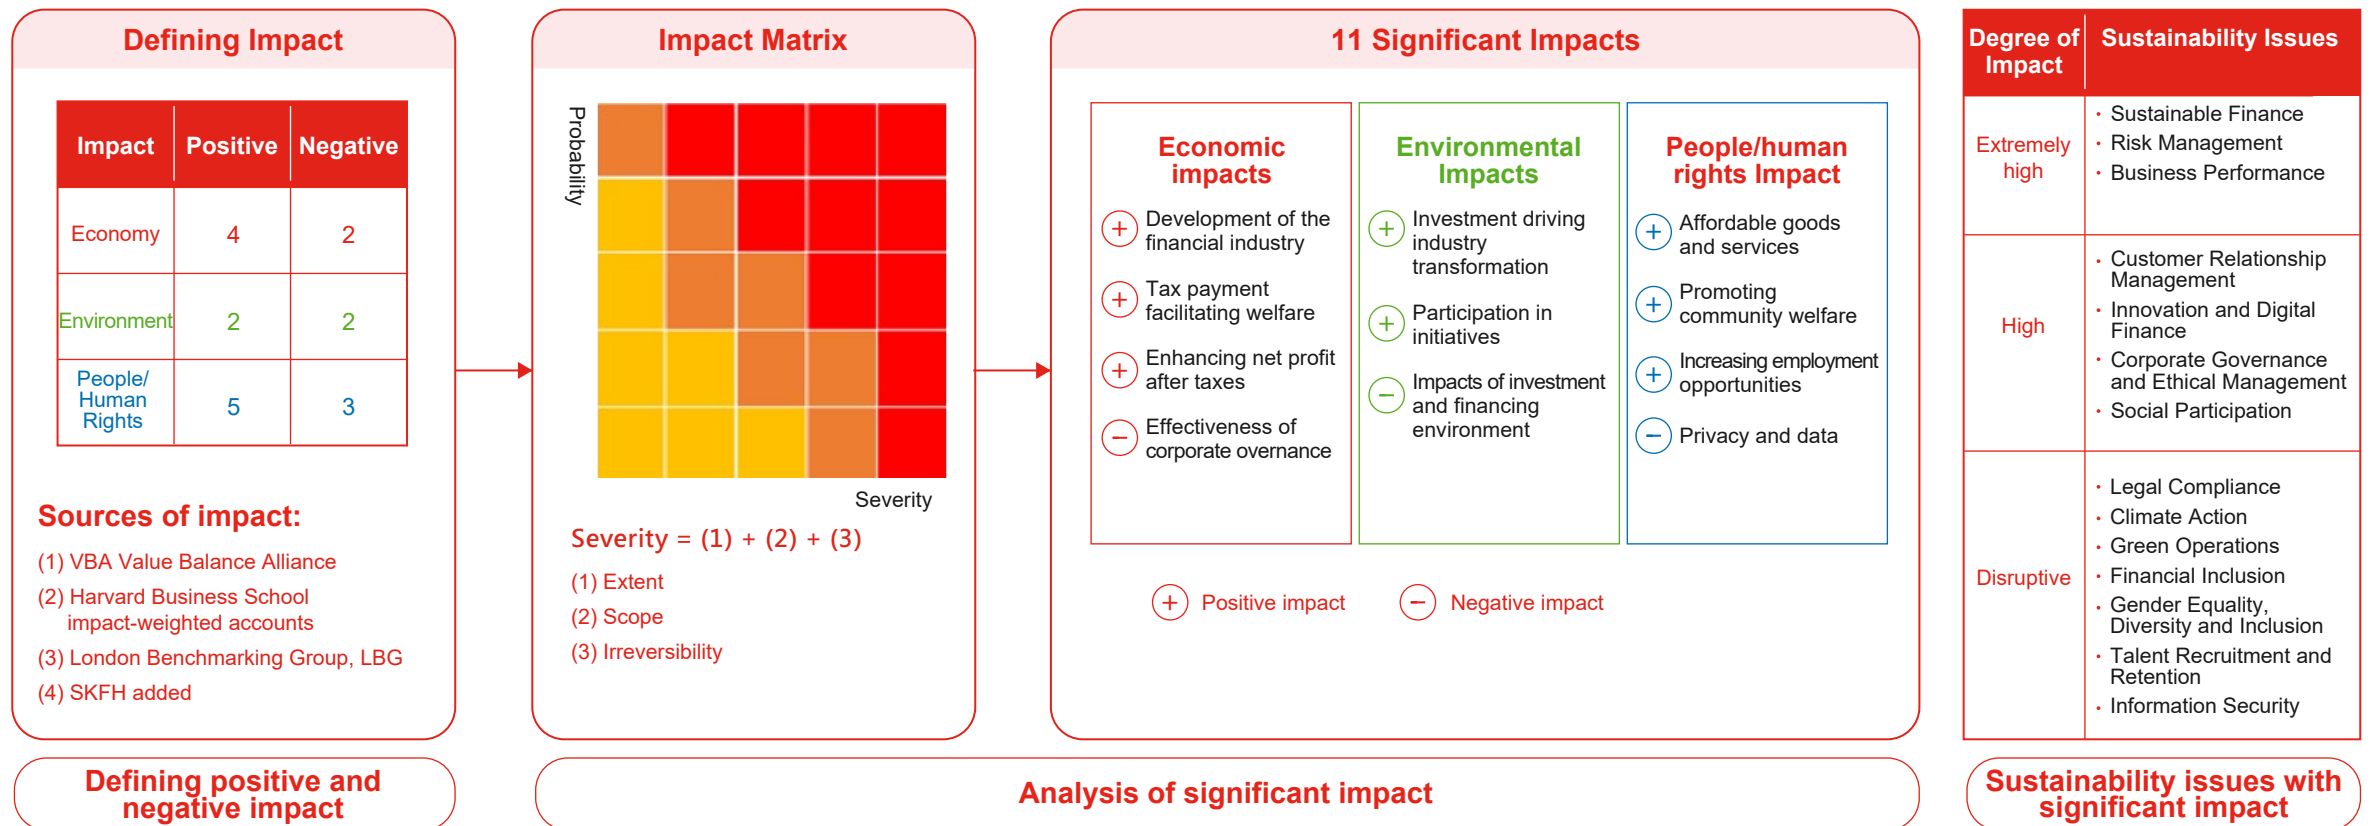 Defining Impact
Impact Positive Negative
Economy 4 2
Environment 2 2
People/
Human
Rights
5 3
Sources of impact:
(1) VBA Value Balance Alliance
(2) Harvard Business School
impact-weighted accounts
(3) London Benchmarking Group, LBG
(4) SKFH added
Defining positive and
negative impact
Impact Matrix
Probability
Severity
Severity = (1) + (2) + (3)
(1) Extent
(2) Scope
(3) Irreversibility
11 Significant Impacts
Economic
impacts
+ Development of the
financial industry
+ Tax payment
facilitating welfare
+ Enhancing net profit
after taxes
− Effectiveness of
corporate overnance
Environmental
Impacts
+ Investment driving
industry
transformation
+ Participation in
initiatives
− Impacts of investment
and financing
environment
People/human
rights Impact
+ Affordable goods
and services
+ Promoting
community welfare
+ Increasing employment
opportunities
− Privacy and data
+ Positive impact
− Negative impact
Analysis of significant impact
Degree of
Impact
Sustainability Issues
Extremely
high
· Sustainable Finance
· Risk Management
· Business Performance
High
· Customer Relationship
Management
· Innovation and Digital
Finance
· Corporate Governance
and Ethical Management
· Social Participation
Disruptive
· Legal Compliance
· Climate Action
· Green Operations
· Financial Inclusion
· Gender Equality,
Diversity and Inclusion
· Talent Recruitment and
Retention
· Information Security
Sustainability issues with
significant impact